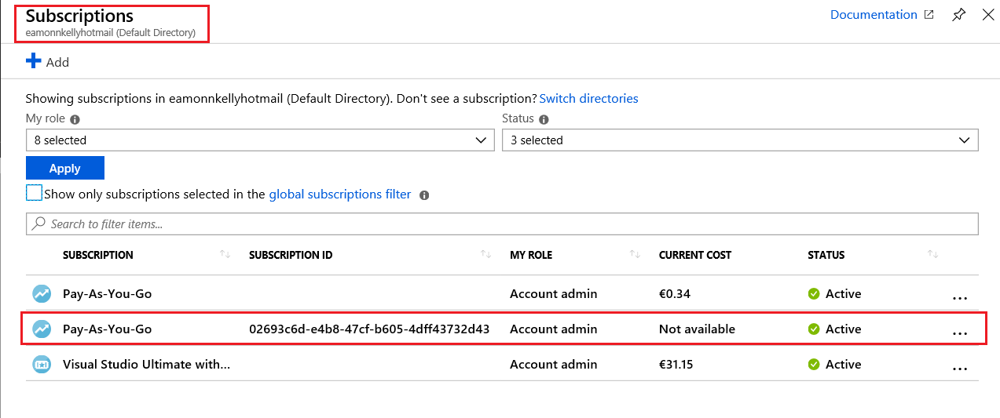 Subscriptions
Documentation
eamonnkellyhotmail (Default Directory)
Add
Showing subscriptions in eamonnkellyhotmail (Default Directory). Don't see a subscription? Switch directories
My role Status
8 selected 3 selected
Apply
Show only subscriptions selected in the global subscriptions filter
Search to filter items...
SUBSCRIPTION SUBSCRIPTION ID MY ROLE CURRENT COST STATUS
Pay-As-You-Go Account admin €0.34 Active ...
Pay-As-You-Go 02693c6d-e4b8-47cf-b605-4dff43732d43 Account admin Not available Active ...
Visual Studio Ultimate with... Account admin €31.15 Active ...